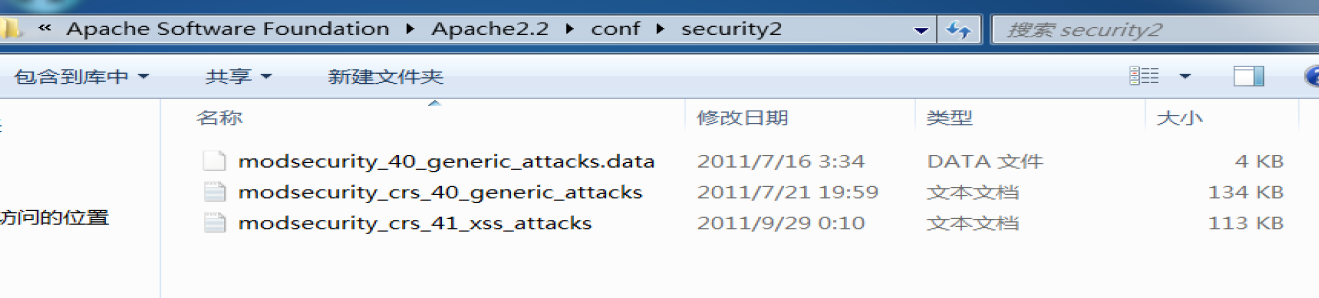 « Apache Software Foundation ▸ Apache2.2 ▸ conf ▸ security2 搜索 security2
包含到库中 共享 新建文件夹
名称 修改日期 类型 大小
modsecurity_40_generic_attacks.data 2011/7/16 3:34 DATA 文件 4 KB
modsecurity_crs_40_generic_attacks 2011/7/21 19:59 文本文档 134 KB
访问的位置
modsecurity_crs_41_xss_attacks 2011/9/29 0:10 文本文档 113 KB